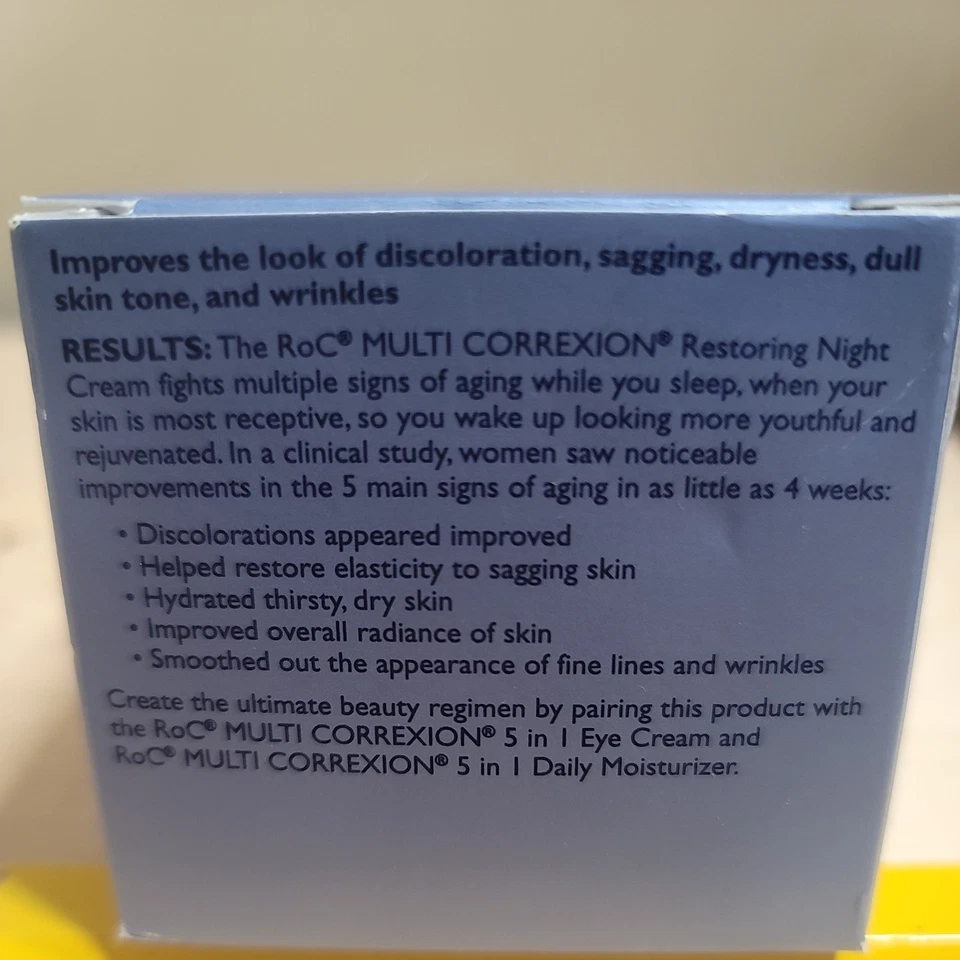 Improves the look of discoloration, sagging, dryness, dull
skin tone, and wrinkles
RESULTS: The RoC® MULTI CORREXION® Restoring Night
Cream fights multiple signs of aging while you sleep, when your
skin is most receptive, so you wake up looking more youthful and
rejuvenated. In a clinical study, women saw noticeable
improvements in the 5 main signs of aging in as little as 4 weeks:
• Discolorations appeared improved
• Helped restore elasticity to sagging skin
• Hydrated thirsty, dry skin
• Improved overall radiance of skin
• Smoothed out the appearance of fine lines and wrinkles
Create the ultimate beauty regimen by pairing this product with
the RoC® MULTI CORREXION® 5 in 1 Eye Cream and
RoC® MULTI CORREXION® 5 in 1 Daily Moisturizer.